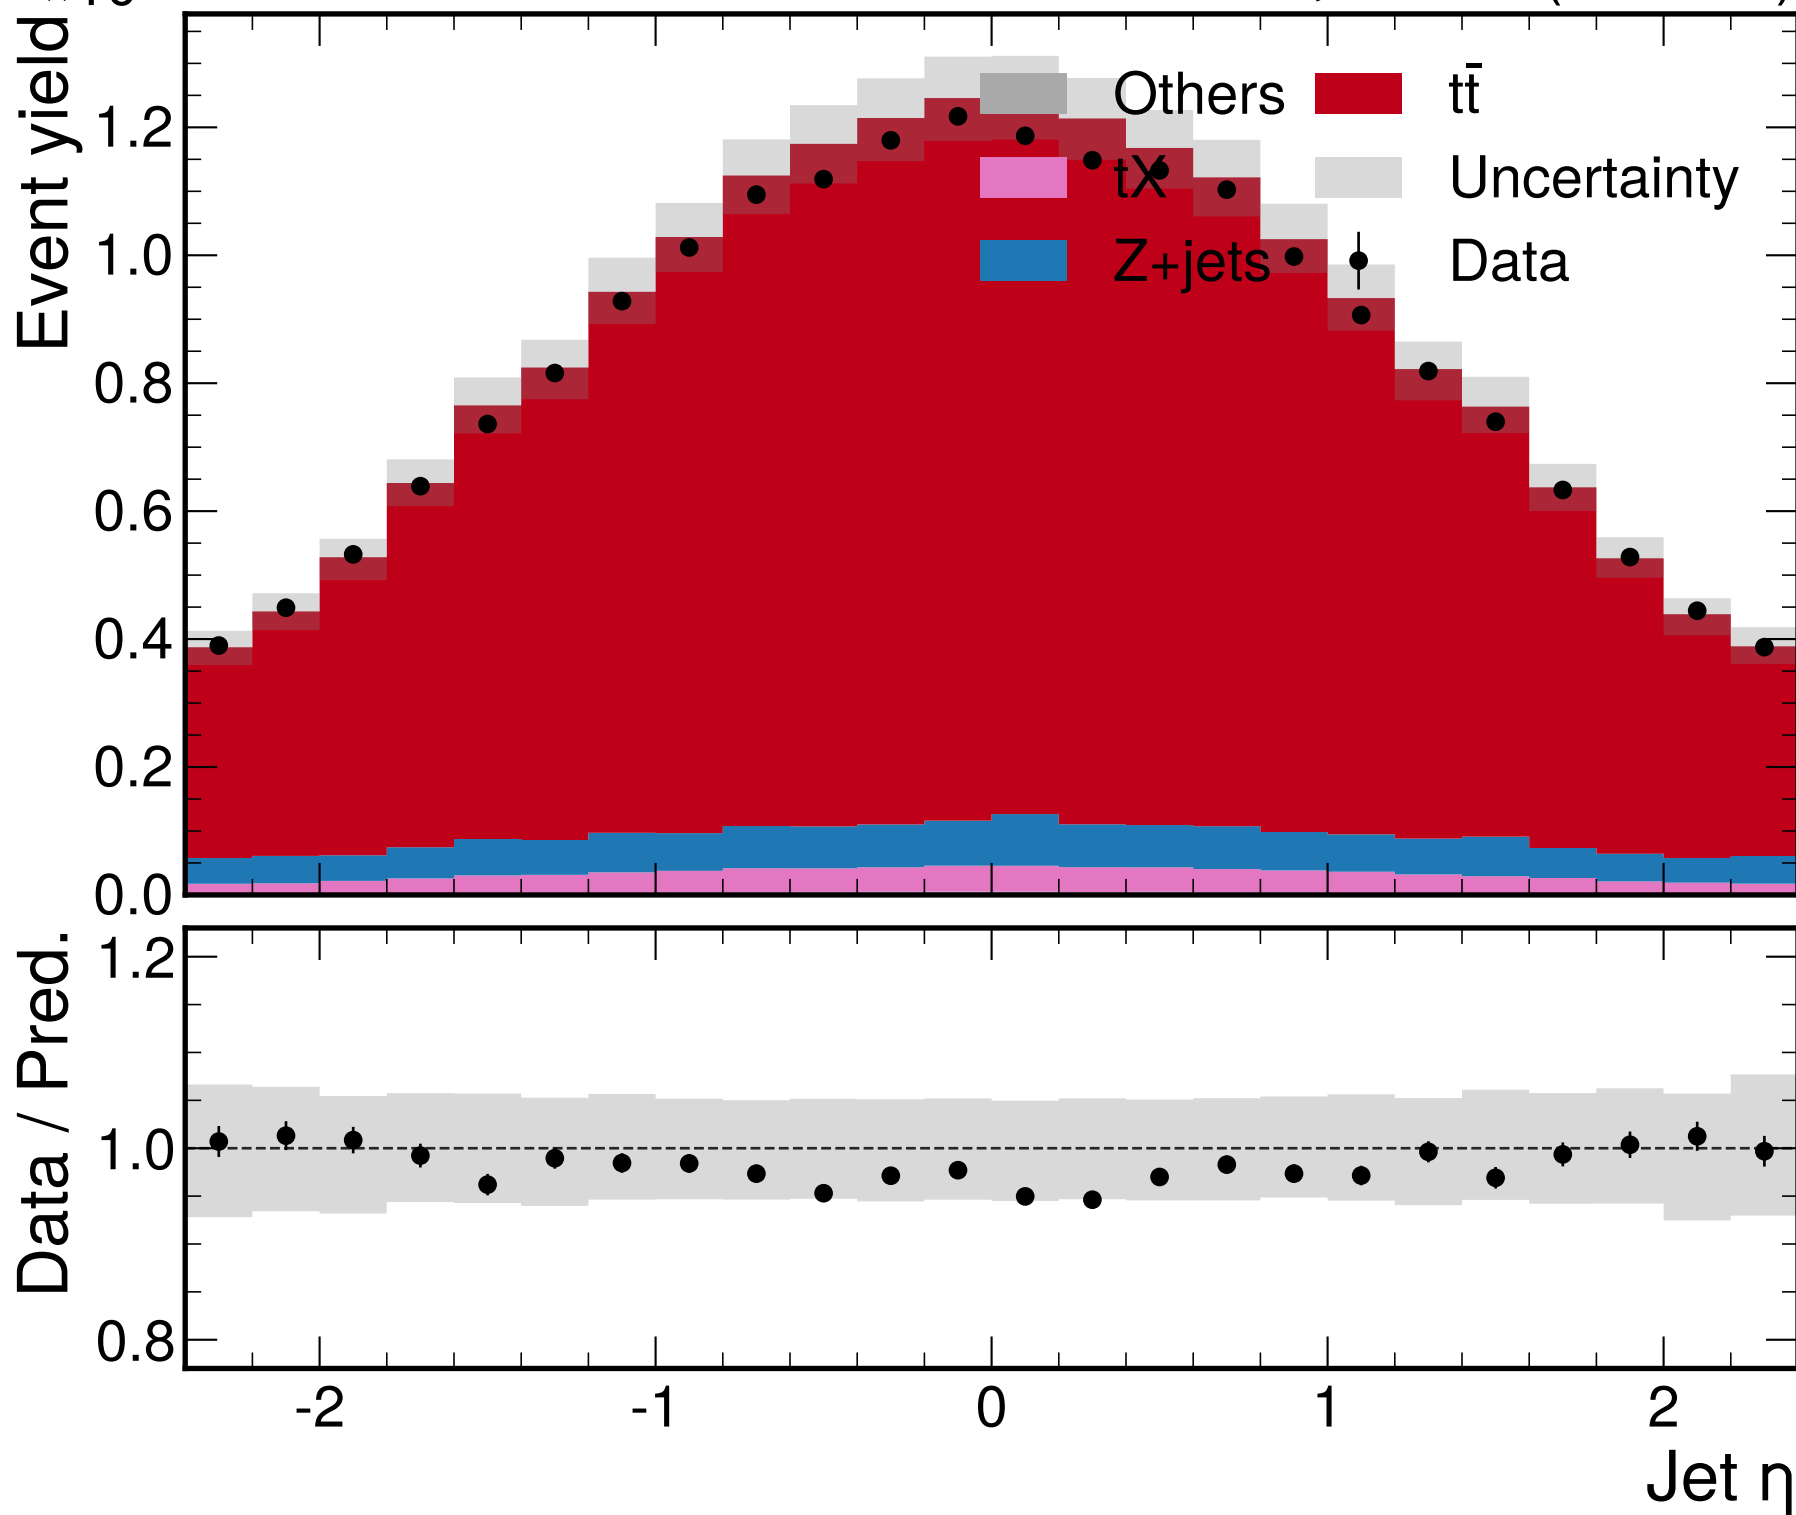 Event yield
1.2
1.0
0.8
0.6
0.4
0.2
0.0
Others
tt̄
tX
Uncertainty
Z+jets
Data
Data / Pred.
1.2
1.0
0.8
-2
-1
0
1
2
Jet η